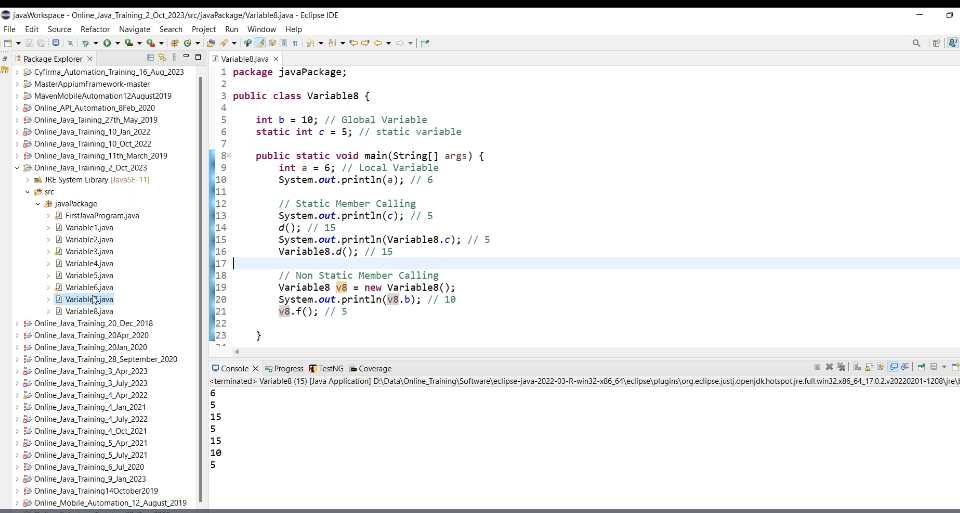 javaWorkspace - Online_Java_Training_2_Oct_2023/src/javaPackage/Variable8.java - Eclipse IDE
File Edit Source Refactor Navigate Search Project Run Window Help
Package Explorer
Cyfirma_Automation_Training_16_Aug_2023
MasterAppiumFramework-master
MavenMobileAutomation12August2019
Online_API_Automation_8Feb_2020
Online_Java_Taining_27th_May_2019
Online_Java_Training_10_Jan_2022
Online_Java_Training_10_Oct_2022
Online_Java_Training_11th_March_2019
Online_Java_Training_2_Oct_2023
JRE System Library [JavaSE-11]
src
javaPackage
FirstJavaProgram.java
Variable1.java
Variable2.java
Variable3.java
Variable4.java
Variable5.java
Variable6.java
Variable8.java
Online_Java_Training_20_Dec_2018
Online_Java_Training_20Apr_2020
Online_Java_Training_20Jan_2020
Online_Java_Training_28_September_2020
Online_Java_Training_3_Apr_2023
Online_Java_Training_3_July_2023
Online_Java_Training_4_Apr_2022
Online_Java_Training_4_Jan_2021
Online_Java_Training_4_July_2022
Online_Java_Training_4_Oct_2021
Online_Java_Training_5_Apr_2021
Online_Java_Training_5_July_2021
Online_Java_Training_6_Jul_2020
Online_Java_Training_9_Jan_2023
Online_Java_Training14October2019
Online_Mobile_Automation_12_August_2019
Variable8.java
1 package javaPackage;
2
3 public class Variable8 {
4
5 int b = 10; // Global Variable
6 static int c = 5; // static variable
7
8 public static void main(String[] args) {
9 int a = 6; // Local Variable
10 System.out.println(a); // 6
11
12 // Static Member Calling
13 System.out.println(c); // 5
14 d(); // 15
15 System.out.println(Variable8.c); // 5
16 Variable8.d(); // 15
17
18 // Non Static Member Calling
19 Variable8 v8 = new Variable8();
20 System.out.println(v8.b); // 10
21 v8.f(); // 5
22
23 }
Console Progress TestNG Coverage
<terminated> Variable8 (15) [Java Application] D:\Data\Online_Training\Software\eclipse-java-2022-03-R-win32-x86_64\eclipse\plugins\org.eclipse.justj.openjdk.hotspot.jre.full.win32.x86_64_17.0.2.v20220201-1208\jre\
6
5
15
5
15
10
5